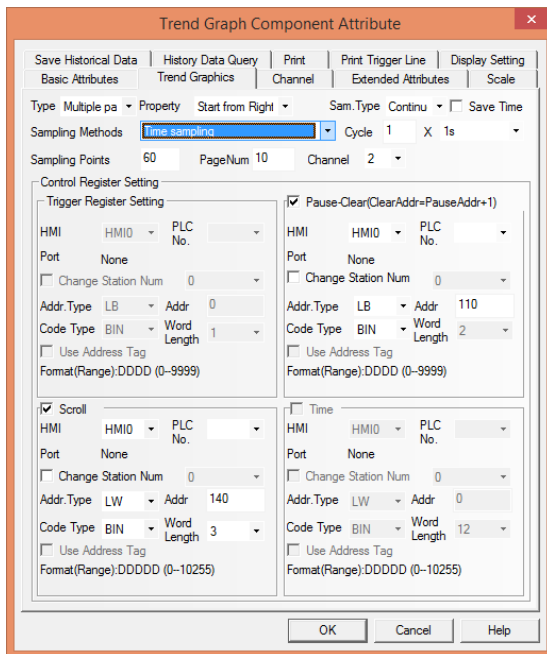 Trend Graph Component Attribute
Save Historical Data History Data Query Print Print Trigger Line Display Setting
Basic Attributes Trend Graphics Channel Extended Attributes Scale
Type Multiple pa Property Start from Right Sam.Type Continu Save Time
Sampling Methods Time sampling Cycle 1 X 1s
Sampling Points 60 PageNum 10 Channel 2
Control Register Setting
Trigger Register Setting
HMI HMI0 PLC No.
Port None
Change Station Num 0
Addr.Type LB Addr 0
Code Type BIN Word Length 1
Use Address Tag
Format(Range):DDDD (0--9999)
Pause-Clear(ClearAddr=PauseAddr+1)
HMI HMI0 PLC No.
Port None
Change Station Num 0
Addr.Type LB Addr 110
Code Type BIN Word Length 2
Use Address Tag
Format(Range):DDDD (0--9999)
Scroll
HMI HMI0 PLC No.
Port None
Change Station Num 0
Addr.Type LW Addr 140
Code Type BIN Word Length 3
Use Address Tag
Format(Range):DDDDD (0--10255)
Time
HMI HMI0 PLC No.
Port None
Change Station Num 0
Addr.Type LW Addr 0
Code Type BIN Word Length 12
Use Address Tag
Format(Range):DDDDD (0--10255)
OK Cancel Help